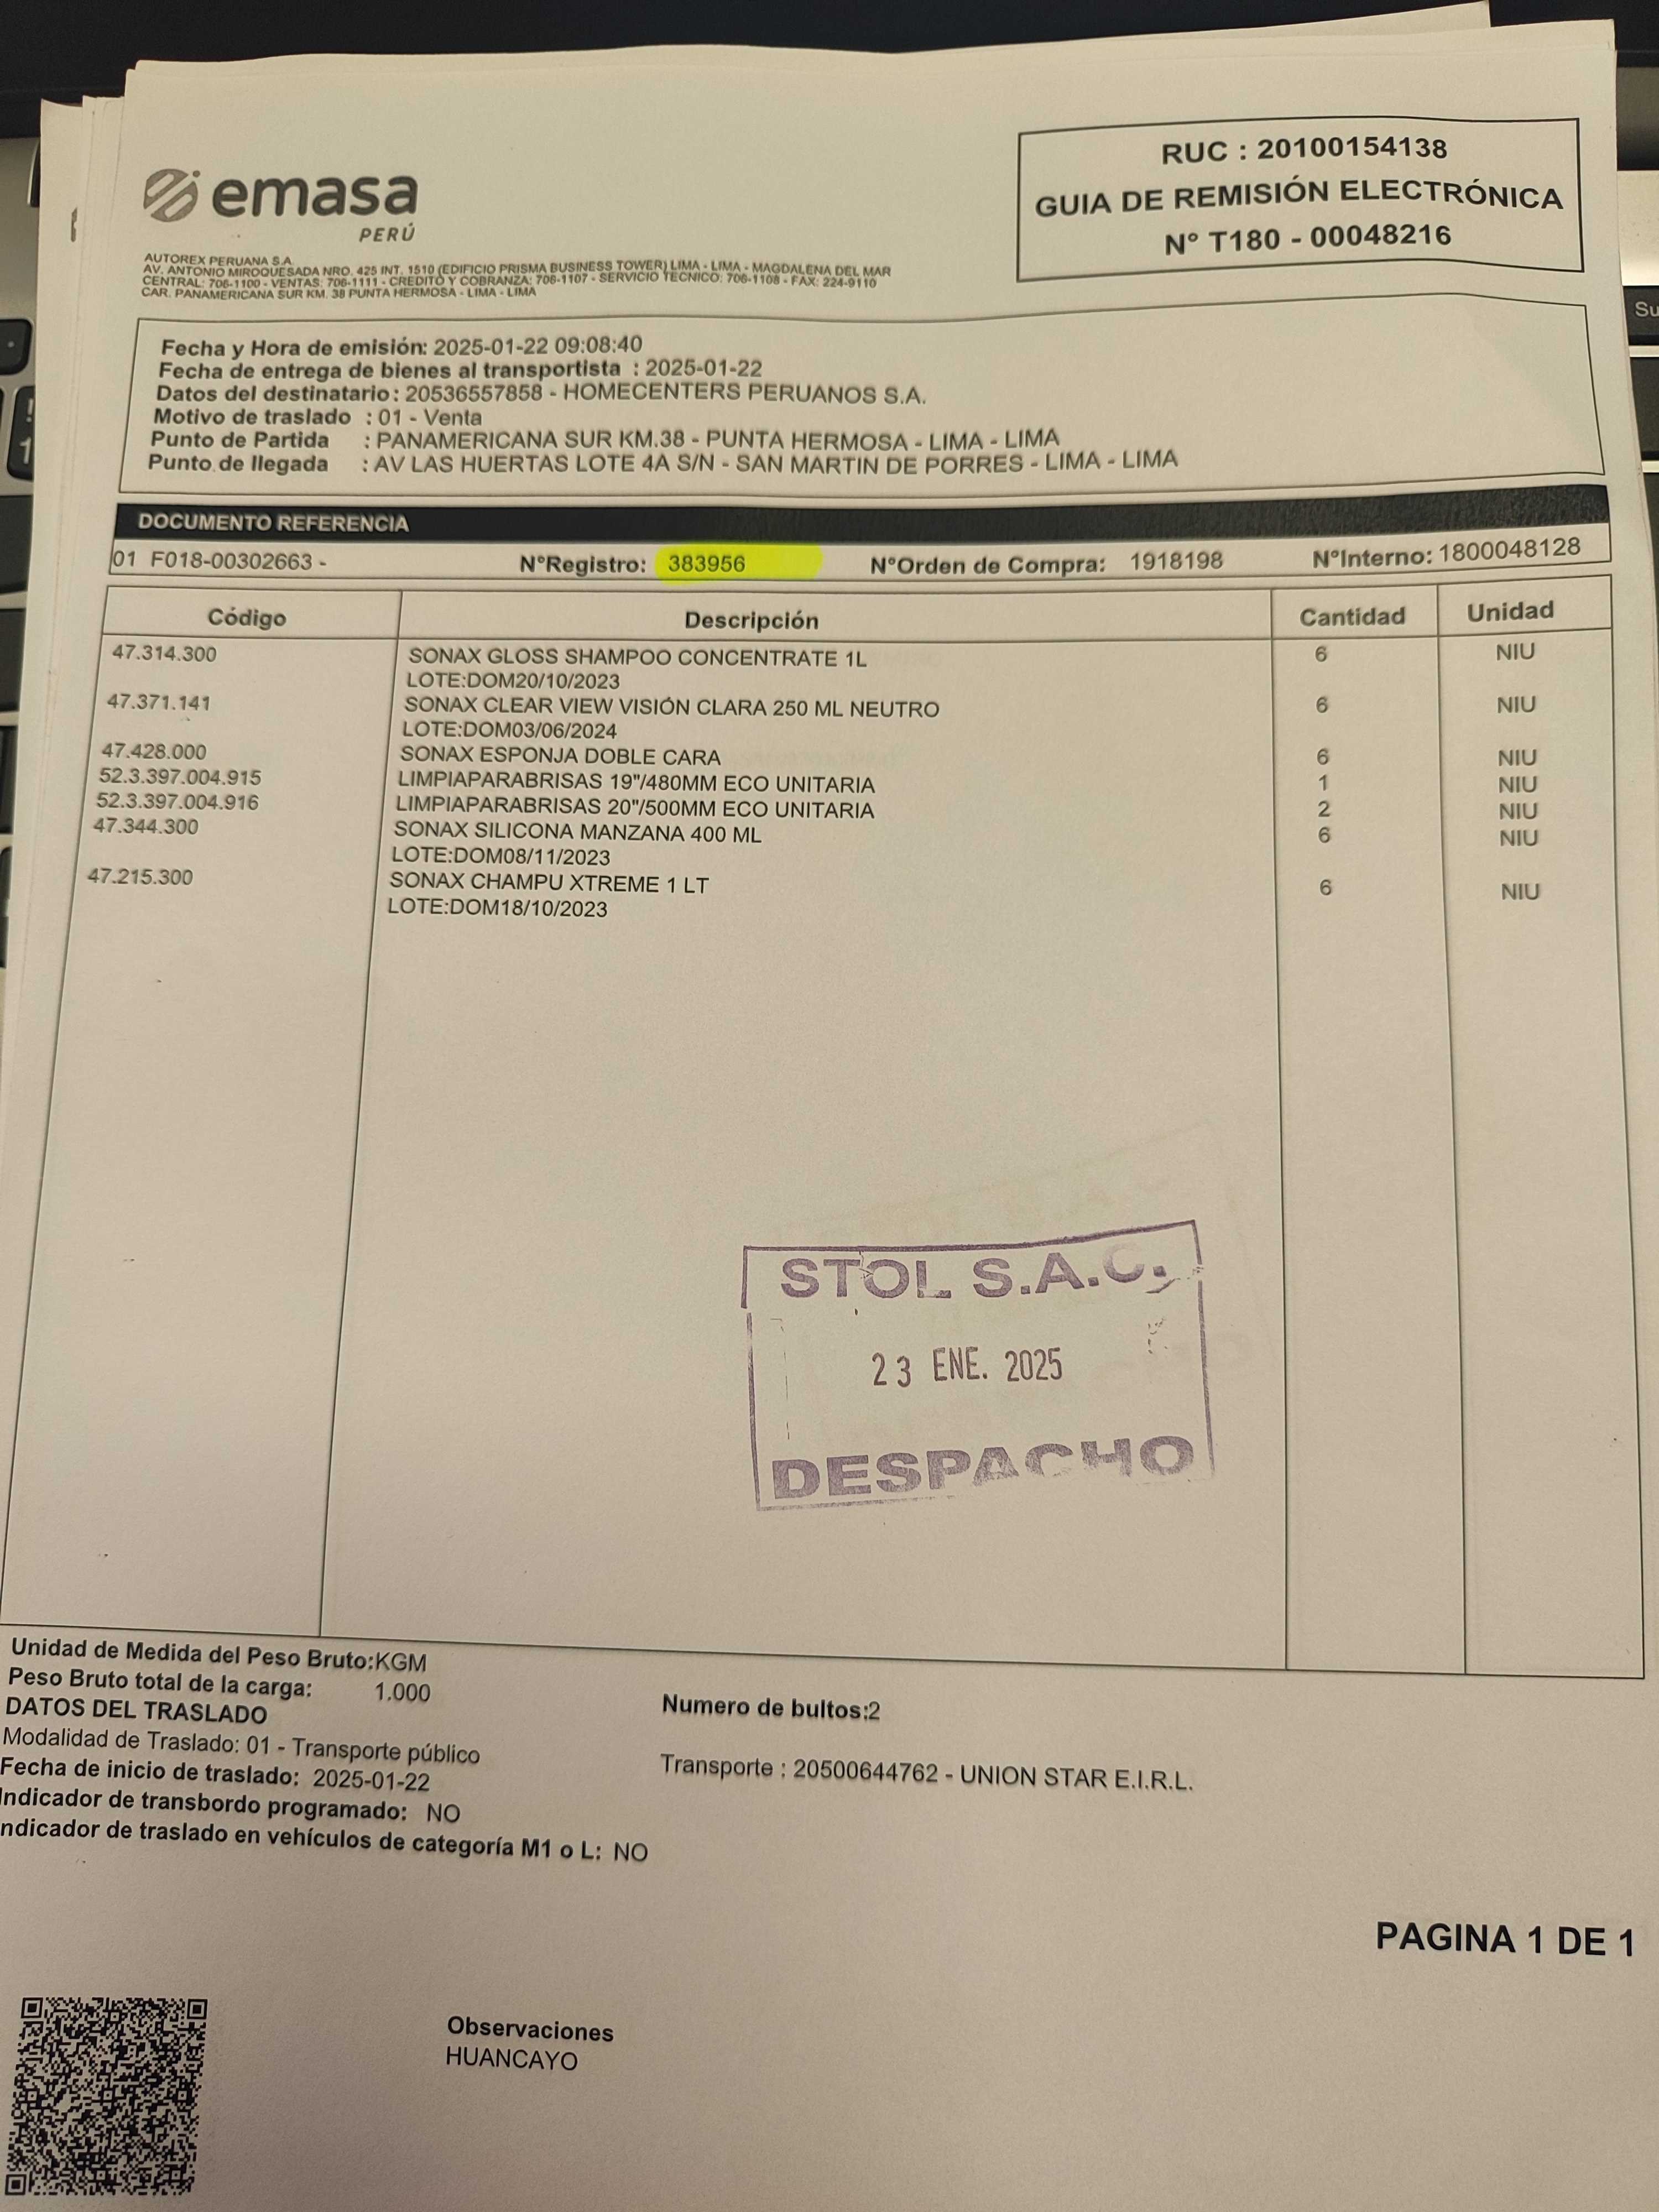 RUC : 20100154138
GUIA DE REMISIÓN ELECTRÓNICA
N° T180 - 00048216
emasa
PERÚ
AUTOREX PERUANA S.A.
AV. ANTONIO MIROQUESADA NRO. 425 INT. 1510 (EDIFICIO PRISMA BUSINESS TOWER) LIMA - LIMA - MAGDALENA DEL MAR
CENTRAL: 706-1100 - VENTAS: 706-1111 - CREDITO Y COBRANZA: 706-1107 - SERVICIO TECNICO: 706-1108 - FAX: 224-9110
CAR. PANAMERICANA SUR KM. 38 PUNTA HERMOSA - LIMA - LIMA
Fecha y Hora de emisión: 2025-01-22 09:08:40
Fecha de entrega de bienes al transportista : 2025-01-22
Datos del destinatario : 20536557858 - HOMECENTERS PERUANOS S.A.
Motivo de traslado : 01 - Venta
Punto de Partida : PANAMERICANA SUR KM.38 - PUNTA HERMOSA - LIMA - LIMA
Punto de llegada : AV LAS HUERTAS LOTE 4A S/N - SAN MARTIN DE PORRES - LIMA - LIMA
DOCUMENTO REFERENCIA
01 F018-00302663 - N°Registro: 383956 N°Orden de Compra: 1918198 N°Interno: 1800048128
Código Descripción Cantidad Unidad
47.314.300 SONAX GLOSS SHAMPOO CONCENTRATE 1L 6 NIU
LOTE:DOM20/10/2023
47.371.141 SONAX CLEAR VIEW VISIÓN CLARA 250 ML NEUTRO 6 NIU
LOTE:DOM03/06/2024
47.428.000 SONAX ESPONJA DOBLE CARA 6 NIU
52.3.397.004.915 LIMPIAPARABRISAS 19"/480MM ECO UNITARIA 1 NIU
52.3.397.004.916 LIMPIAPARABRISAS 20"/500MM ECO UNITARIA 2 NIU
47.344.300 SONAX SILICONA MANZANA 400 ML 6 NIU
LOTE:DOM08/11/2023
47.215.300 SONAX CHAMPU XTREME 1 LT 6 NIU
LOTE:DOM18/10/2023
STOL S.A.C.
23 ENE. 2025
DESPACHO
Unidad de Medida del Peso Bruto:KGM
Peso Bruto total de la carga: 1.000
Numero de bultos:2
DATOS DEL TRASLADO
Modalidad de Traslado: 01 - Transporte público
Transporte : 20500644762 - UNION STAR E.I.R.L.
Fecha de inicio de traslado: 2025-01-22
Indicador de transbordo programado: NO
ndicador de traslado en vehículos de categoría M1 o L: NO
PAGINA 1 DE 1
Observaciones
HUANCAYO